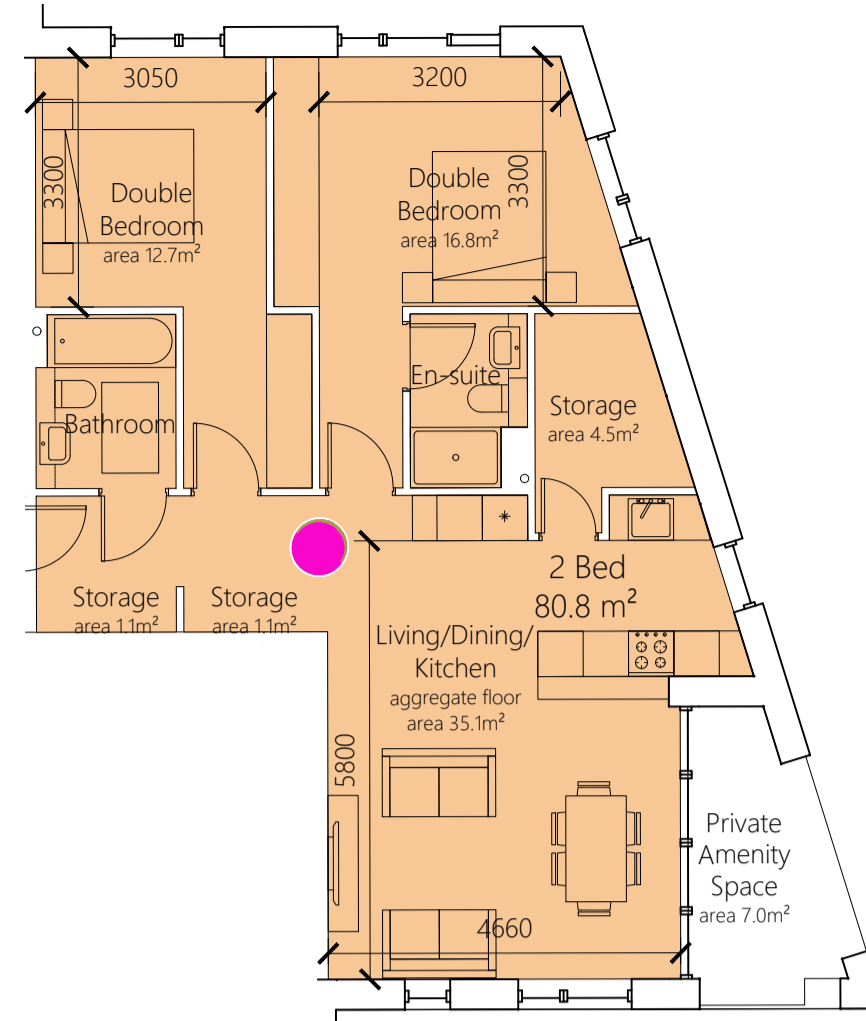 3050
3200
3300
Double
Bedroom
area 12.7m²
Double
Bedroom
area 16.8m²
3300
En-suite
Bathroom
Storage
area 4.5m²
2 Bed
80.8 m²
Storage
area 1.1m²
Storage
area 1.1m²
Living/Dining/
Kitchen
aggregate floor
area 35.1m²
5800
Private
Amenity
Space
area 7.0m²
4660